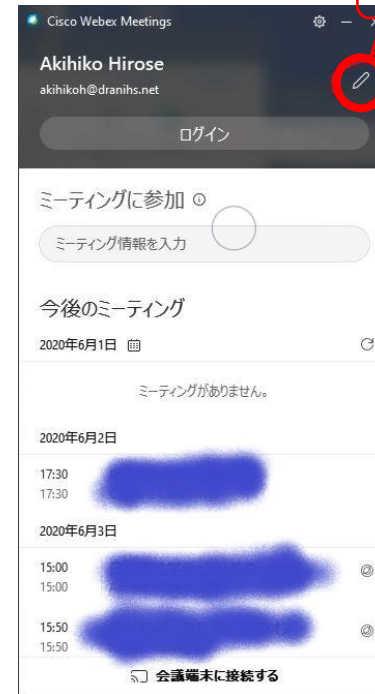 Cisco Webex Meetings
Akihiko Hirose
akihikoh@dranihs.net
ログイン
ミーティングに参加
ミーティング情報を入力
今後のミーティング
2020年6月1日
ミーティングがありません。
2020年6月2日
17:30
17:30
2020年6月3日
15:00
15:00
15:50
15:50
会議端末に接続する